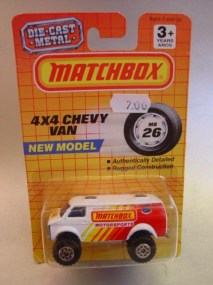 DIE-CAST
METAL
3+
YEARS
MATCHBOX
7.00
4X4 CHEVY
VAN
MB
26
NEW MODEL
• Authentically Detailed
• Rugged Construction
MATCHBOX
MOTORSPORTS